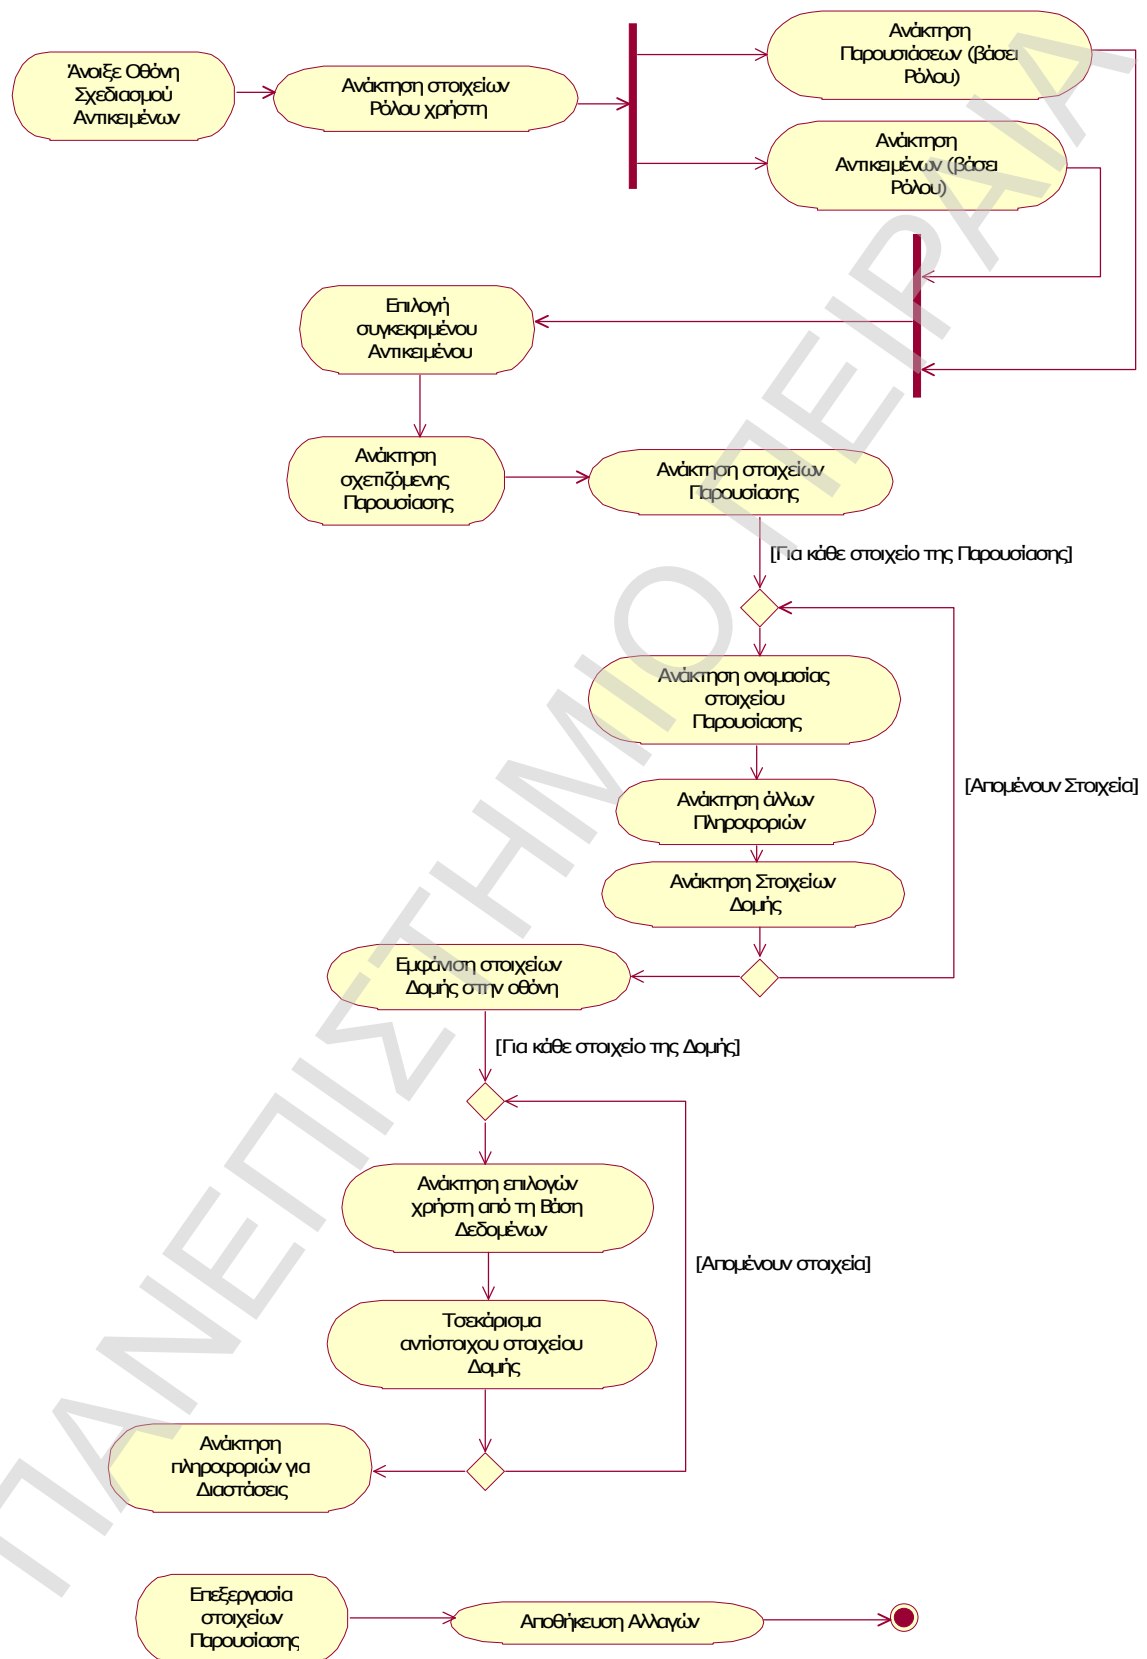 Άνοιξε Οθόνη
Σχεδιασμού
Αντικειμένων
Ανάκτηση στοιχείων
Ρόλου χρήστη
Ανάκτηση
Παρουσιάσεων (βάσει
Ρόλου)
Ανάκτηση
Αντικειμένων (βάσει
Ρόλου)
Επιλογή
συγκεκριμένου
Αντικειμένου
Ανάκτηση
σχετιζόμενης
Παρουσίασης
Ανάκτηση στοιχείων
Παρουσίασης
[Για κάθε στοιχείο της Παρουσίασης]
Ανάκτηση ονομασίας
στοιχείου
Παρουσίασης
[Απομένουν Στοιχεία]
Ανάκτηση άλλων
Πληροφοριών
Ανάκτηση Στοιχείων
Δομής
Εμφάνιση στοιχείων
Δομής στην οθόνη
[Για κάθε στοιχείο της Δομής]
Ανάκτηση επιλογών
χρήστη από τη Βάση
Δεδομένων
[Απομένουν στοιχεία]
Τσεκάρισμα
αντίστοιχου στοιχείου
Δομής
Ανάκτηση
πληροφοριών για
Διαστάσεις
Επεξεργασία
στοιχείων
Παρουσίασης
Αποθήκευση Αλλαγών
ΠΑΝΕΠΙΣΤΗΜΙΟ ΠΕΙΡΑΙΑ